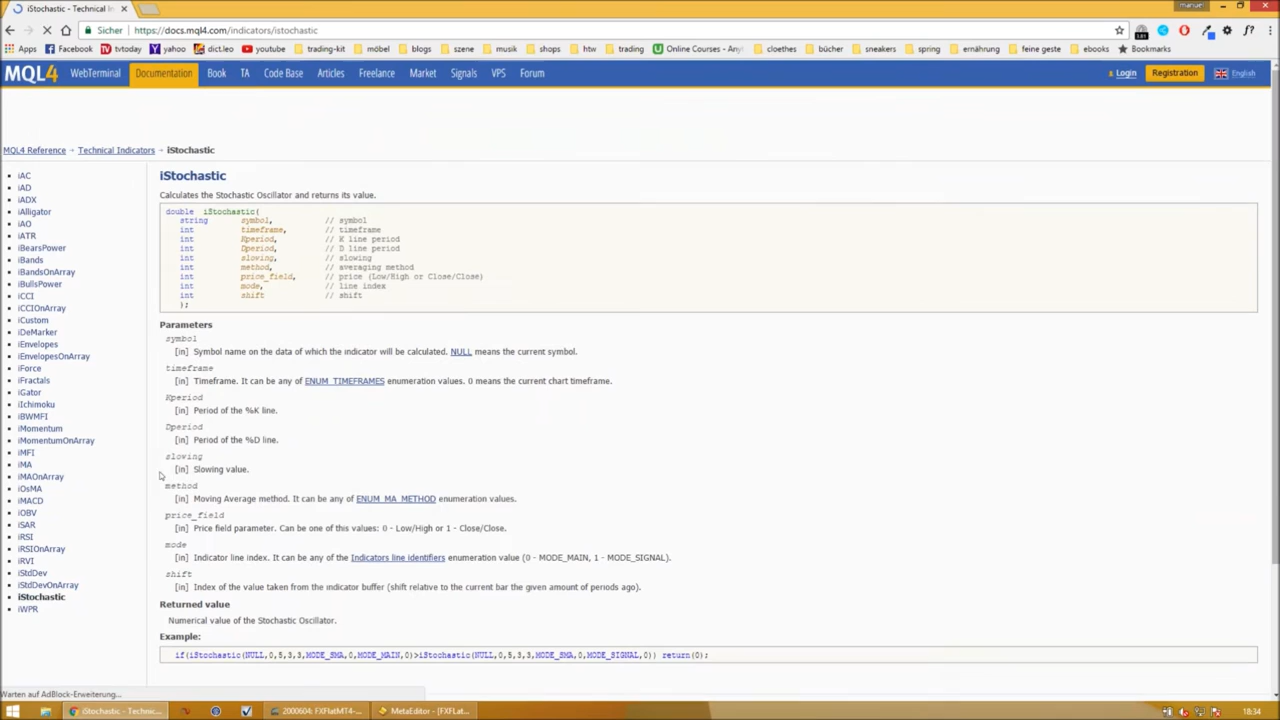 iStochastic - Technical Ind
manuel
Sicher
https://docs.mql4.com/indicators/istochastic
Apps Facebook tvtoday yahoo dict.leo youtube trading-kit möbel blogs szene musik shops htw trading Online Courses - Any cloethes bücher sneakers spring ernährung feine geste ebooks Bookmarks
MQL4 WebTerminal Documentation Book TA Code Base Articles Freelance Market Signals VPS Forum Login Registration English
MQL4 Reference → Technical Indicators → iStochastic
iAC
iAD
iADX
iAlligator
iAO
iATR
iBearsPower
iBands
iBandsOnArray
iBullsPower
iCCI
iCCIOnArray
iCustom
iDeMarker
iEnvelopes
iEnvelopesOnArray
iForce
iFractals
iGator
iIchimoku
iBWMFI
iMomentum
iMomentumOnArray
iMFI
iMA
iMAOnArray
iOsMA
iMACD
iOBV
iSAR
iRSI
iRSIOnArray
iRVI
iStdDev
iStdDevOnArray
iStochastic
iWPR
iStochastic
Calculates the Stochastic Oscillator and returns its value.
double iStochastic(
string symbol, // symbol
int timeframe, // timeframe
int Kperiod, // K line period
int Dperiod, // D line period
int slowing, // slowing
int method, // averaging method
int price_field, // price (Low/High or Close/Close)
int mode, // line index
int shift // shift
);
Parameters
symbol
[in] Symbol name on the data of which the indicator will be calculated. NULL means the current symbol.
timeframe
[in] Timeframe. It can be any of ENUM_TIMEFRAMES enumeration values. 0 means the current chart timeframe.
Kperiod
[in] Period of the %K line.
Dperiod
[in] Period of the %D line.
slowing
[in] Slowing value.
method
[in] Moving Average method. It can be any of ENUM_MA_METHOD enumeration values.
price_field
[in] Price field parameter. Can be one of this values: 0 - Low/High or 1 - Close/Close.
mode
[in] Indicator line index. It can be any of the Indicators line identifiers enumeration value (0 - MODE_MAIN, 1 - MODE_SIGNAL).
shift
[in] Index of the value taken from the indicator buffer (shift relative to the current bar the given amount of periods ago).
Returned value
Numerical value of the Stochastic Oscillator.
Example:
if(iStochastic(NULL,0,5,3,3,MODE_SMA,0,MODE_MAIN,0)>iStochastic(NULL,0,5,3,3,MODE_SMA,0,MODE_SIGNAL,0)) return(0);
Warten auf AdBlock-Erweiterung...
iStochastic - Technic... 2000604: FXFlatMT4-... MetaEditor - [FXFLat... 18:34